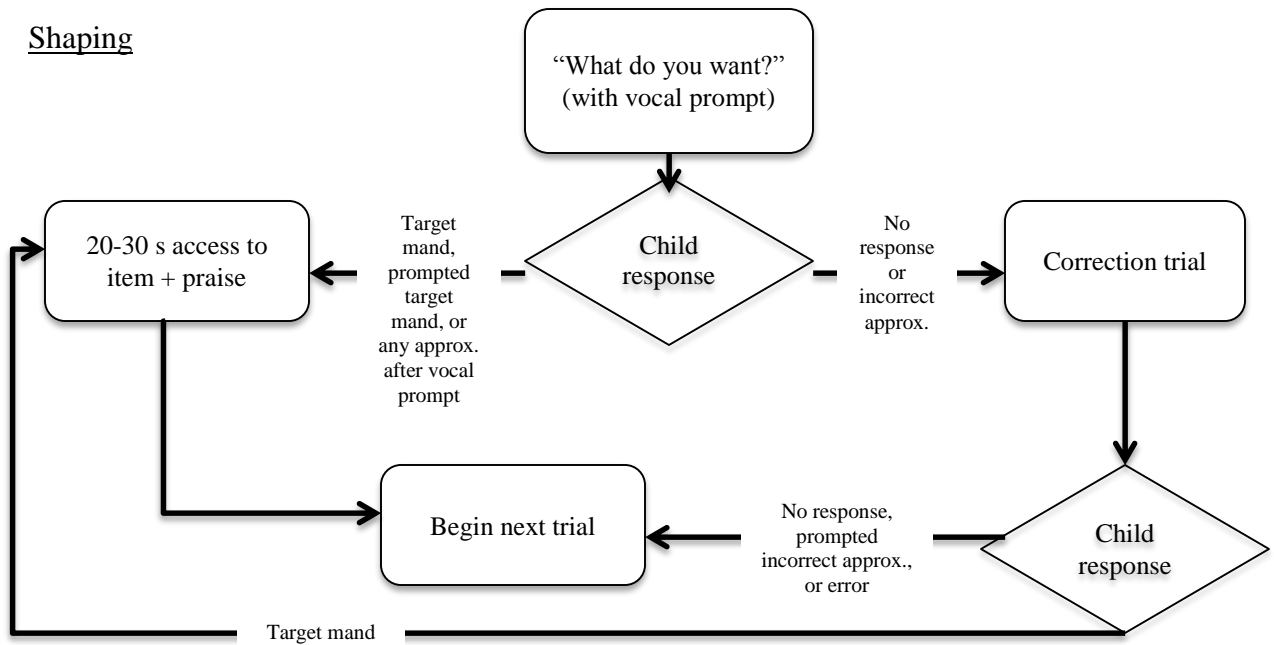 Shaping
“What do you want?”
(with vocal prompt)
20-30 s access to
item + praise
Target
mand,
prompted
target
mand, or
any approx.
after vocal
prompt
Child
response
No
response
or
incorrect
approx.
Correction trial
Begin next trial
No response,
prompted
incorrect approx.,
or error
Child
response
Target mand